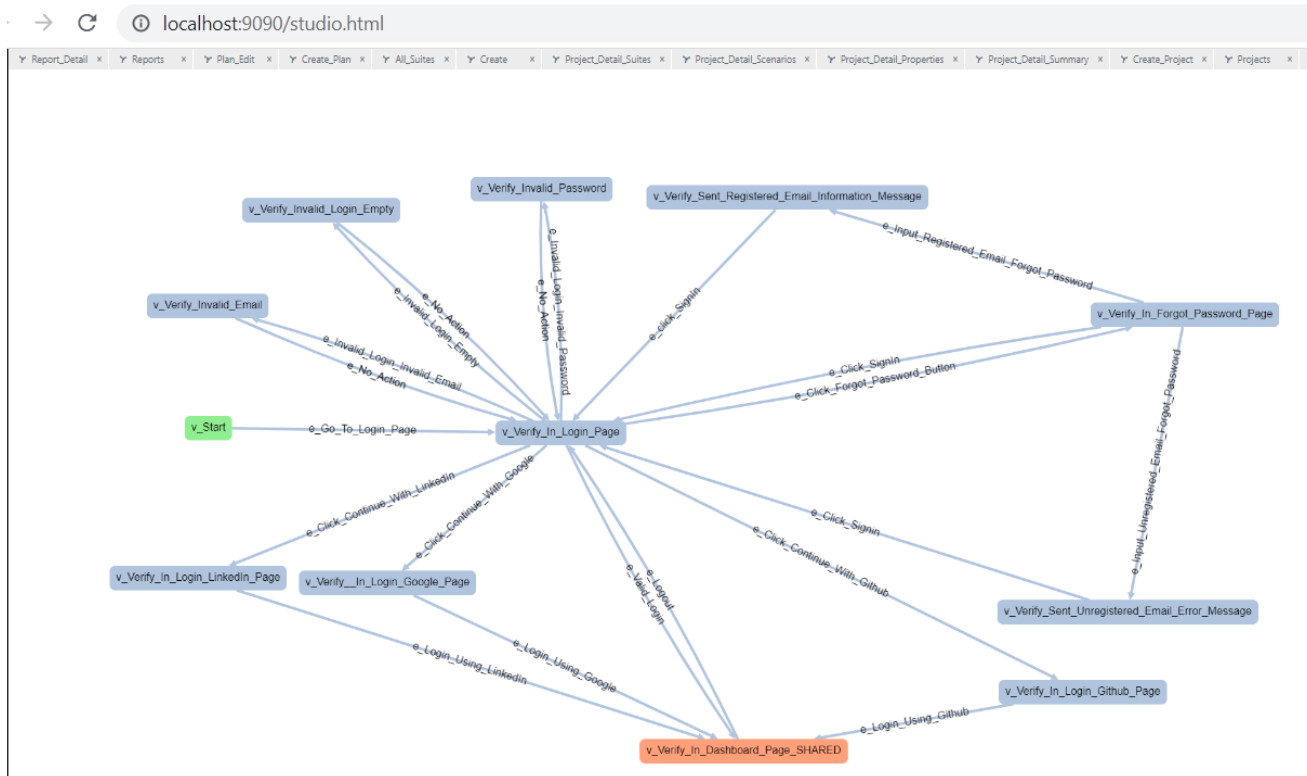 localhost:9090/studio.html
Report_Detail × Reports × Plan_Edit × Create_Plan × All_Suites × Create × Project_Detail_Suites × Project_Detail_Scenarios × Project_Detail_Properties × Project_Detail_Summary × Create_Project × Projects ×
v_Verify_Invalid_Password
v_Verify_Sent_Registered_Email_Information_Message
v_Verify_Invalid_Login_Empty
e_Input_Registered_Email_Forgot_Password
e_Invalid_Login_Invalid_Password
e_No_Action
e_No_Action
e_Invalid_Login_Empty
e_click_SignIn
v_Verify_Invalid_Email
v_Verify_In_Forgot_Password_Page
e_Invalid_Login_Invalid_Email
e_No_Action
e_Click_SignIn
e_Click_Forgot_Password_Button
e_Input_Unregistered_Email_Forgot_Password
v_Start
e_Go_To_Login_Page
v_Verify_In_Login_Page
e_Click_Continue_With_LinkedIn
e_Click_Continue_With_Google
e_Click_SignIn
e_Click_Continue_With_Github
v_Verify_In_Login_LinkedIn_Page
v_Verify__In_Login_Google_Page
e_Logout
e_Valid_Login
v_Verify_Sent_Unregistered_Email_Error_Message
e_Login_Using_LinkedIn
e_Login_Using_Google
v_Verify_In_Login_Github_Page
e_Login_Using_Github
v_Verify_In_Dashboard_Page_SHARED